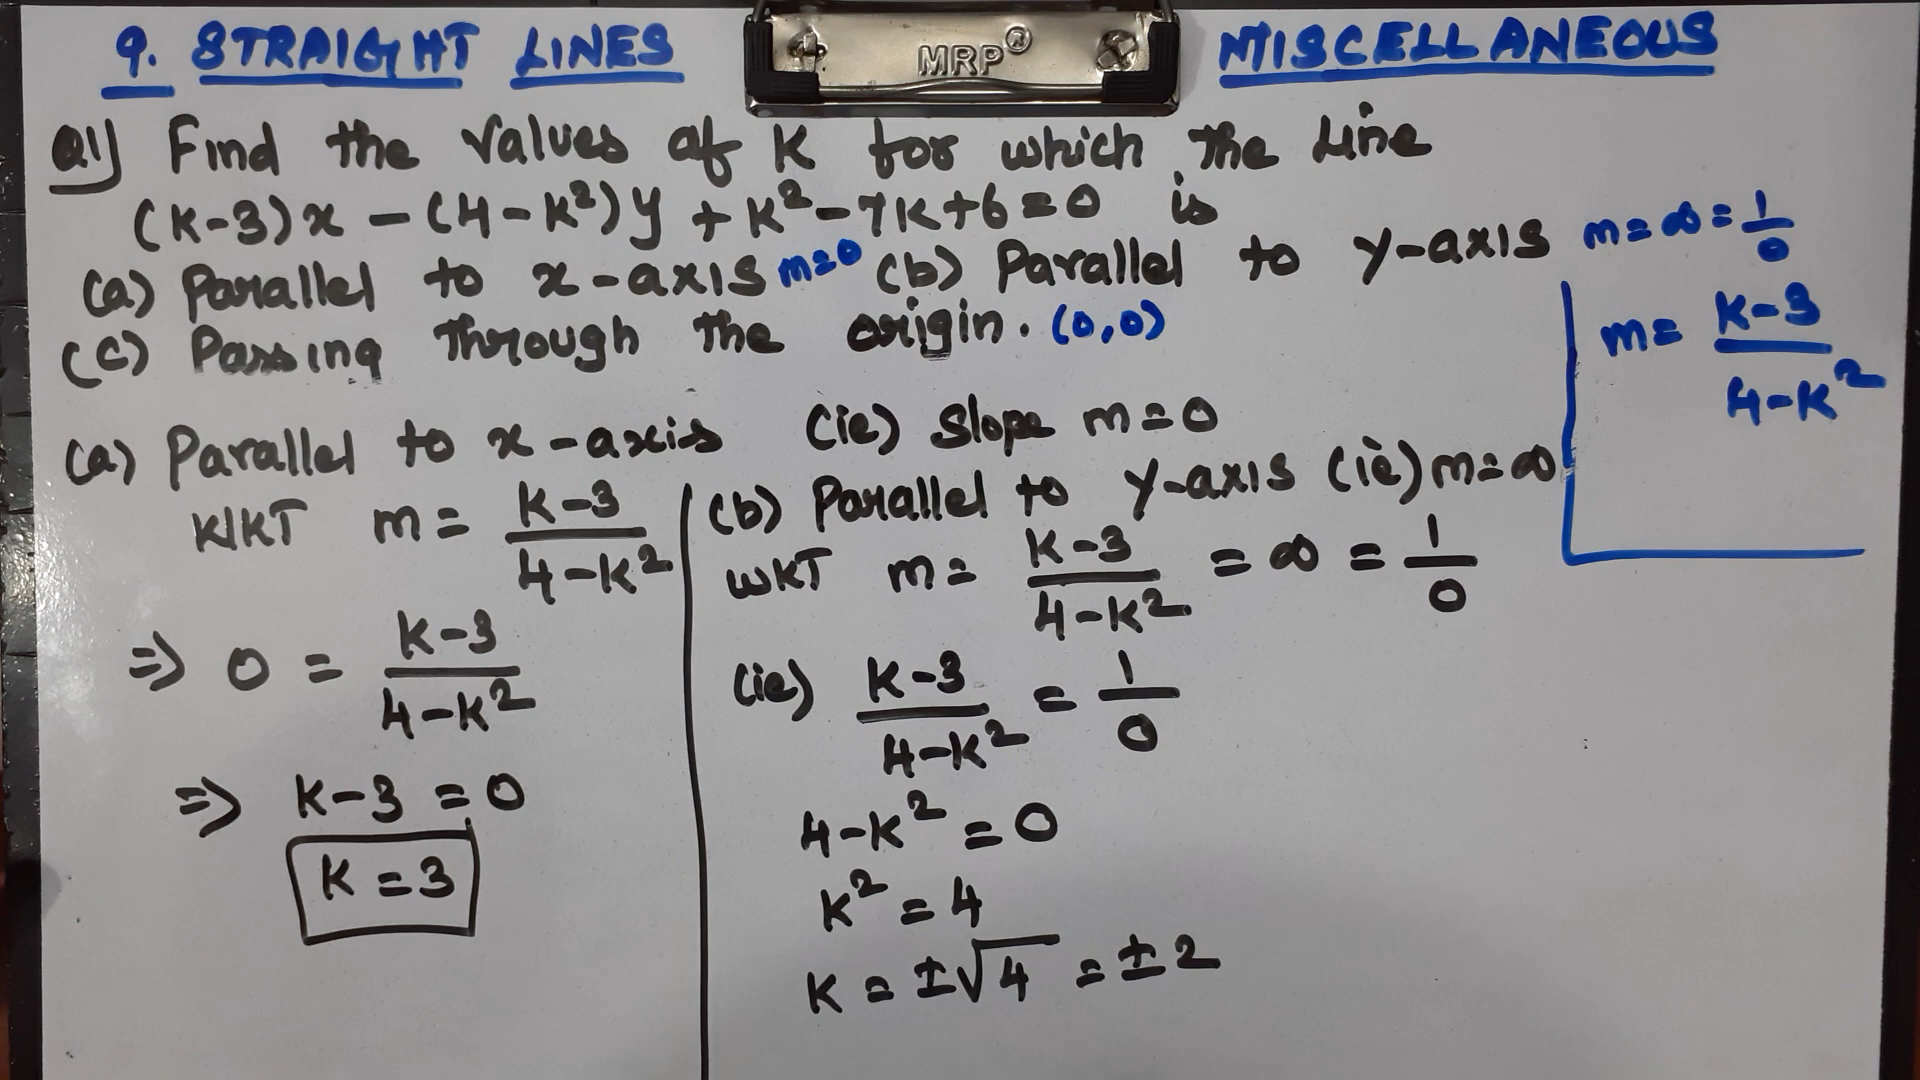 9. STRAIGHT LINES
MRP®
MISCELLANEOUS
Q1) Find the values of K for which the line
(K-3)x - (4-K²)y + K²-7K+6=0 is
(a) Parallel to x-axis m=0 (b) Parallel to y-axis m=∞=1/0
(c) Passing through the origin. (0,0)
m= K-3/4-K²
(a) Parallel to x-axis (ie) Slope m=0
WKT m= K-3/4-K²
=> 0 = K-3/4-K²
=> K-3=0
K=3
(b) Parallel to y-axis (ie) m=∞
WKT m= K-3/4-K² = ∞ = 1/0
(ie) K-3/4-K² = 1/0
4-K²=0
K²=4
K=±√4=±2